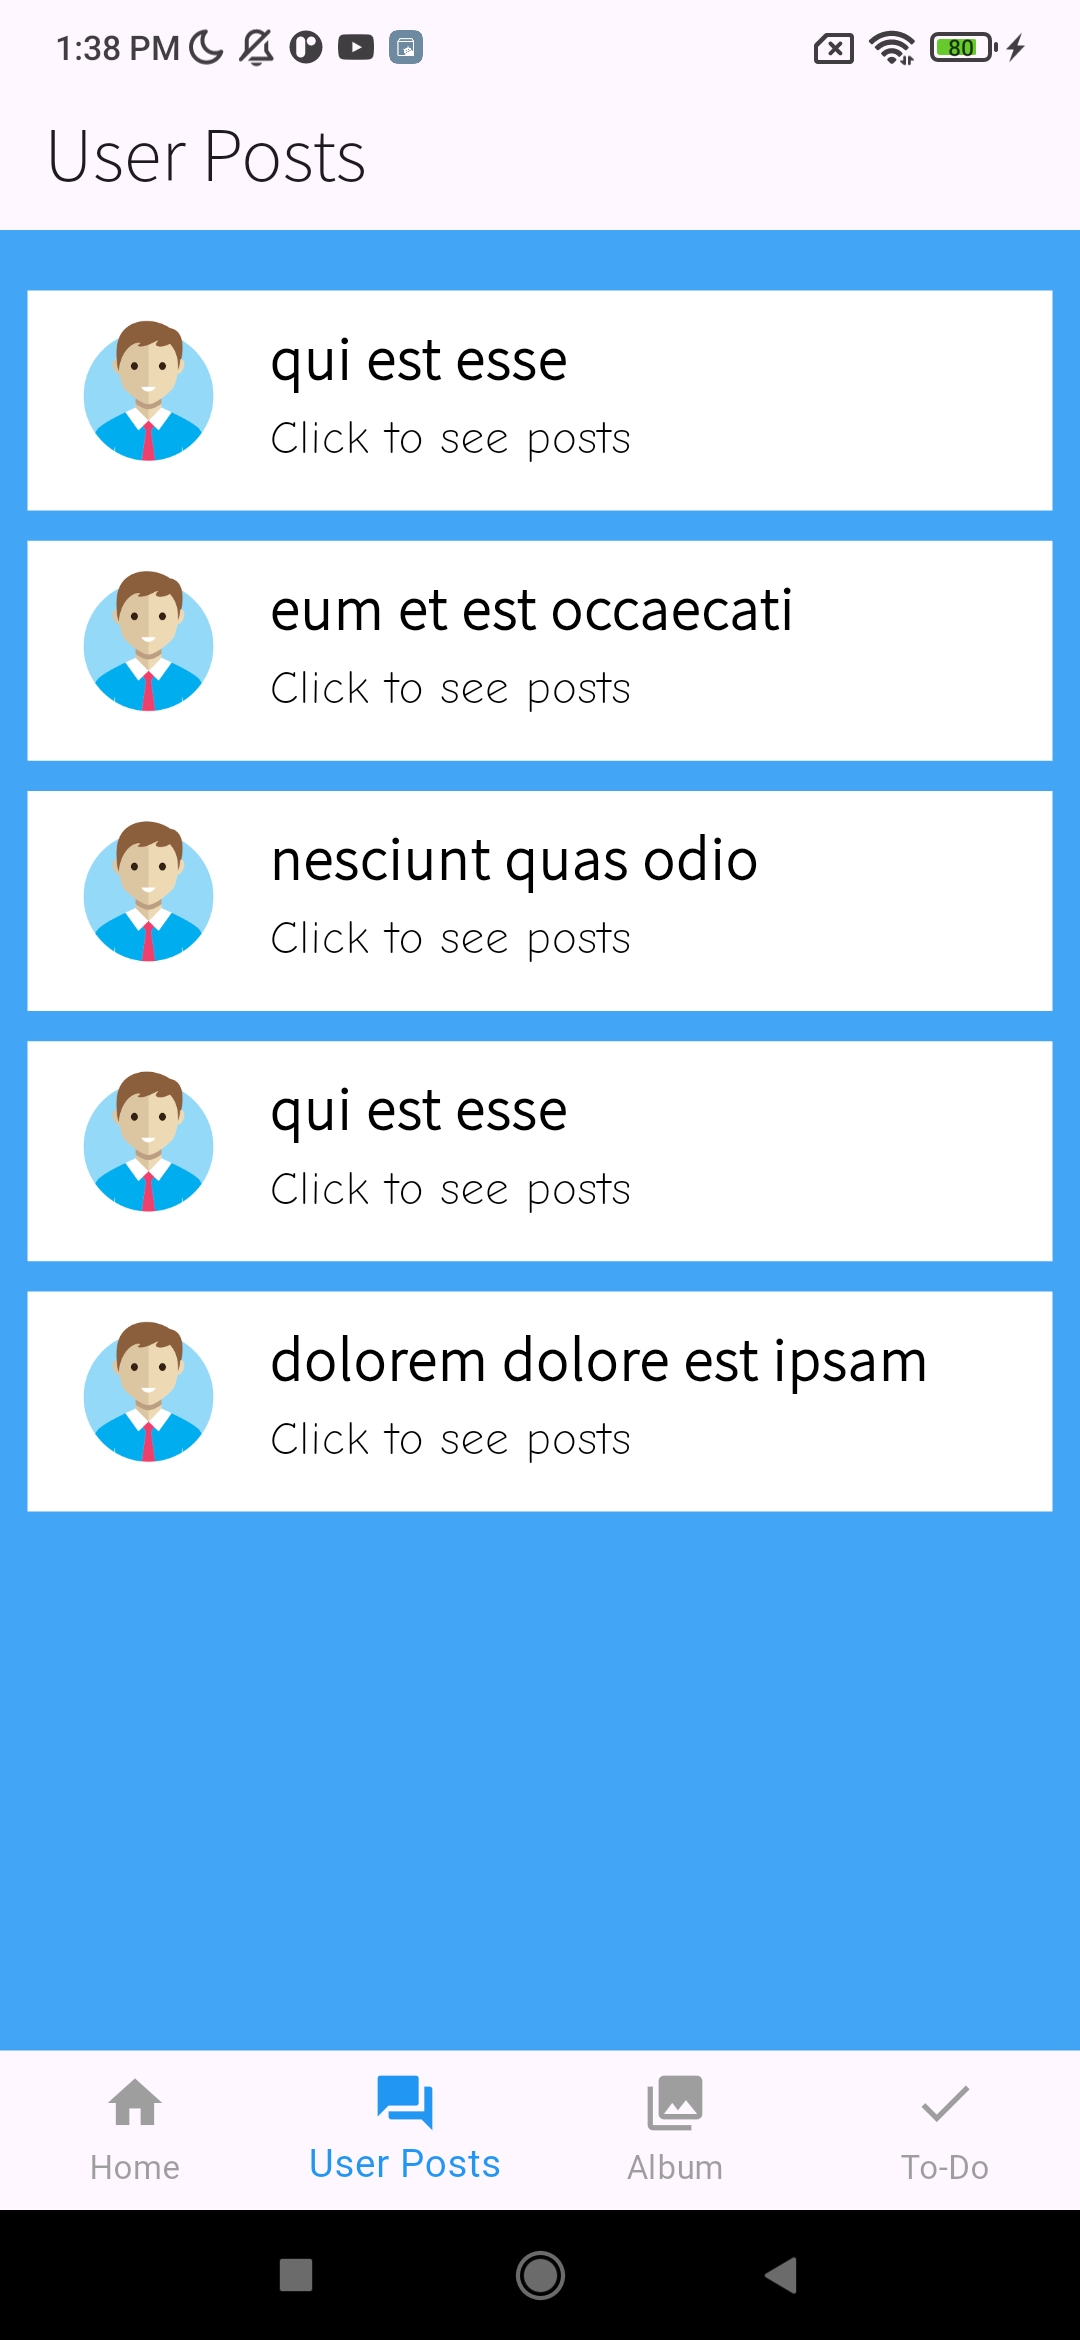 1:38 PM
80
User Posts
qui est esse
Click to see posts
eum et est occaecati
Click to see posts
nesciunt quas odio
Click to see posts
qui est esse
Click to see posts
dolorem dolore est ipsam
Click to see posts
Home
User Posts
Album
To-Do